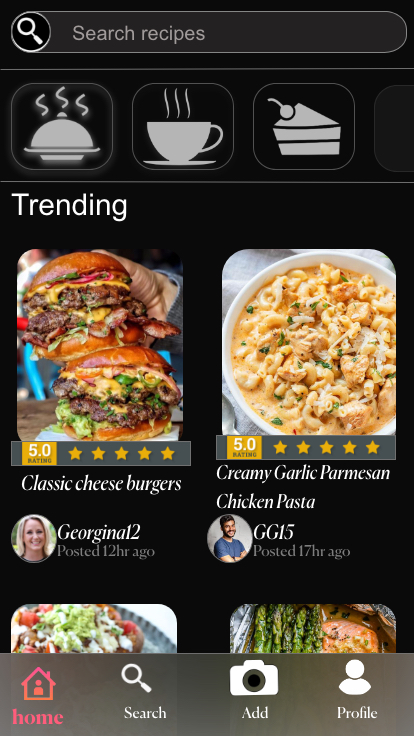 Search recipes
Trending
5.0
RATING
5.0
RATING
Classic cheese burgers
Creamy Garlic Parmesan
Chicken Pasta
Georgina12
Posted 12hr ago
GG15
Posted 17hr ago
home
Search
Add
Profile